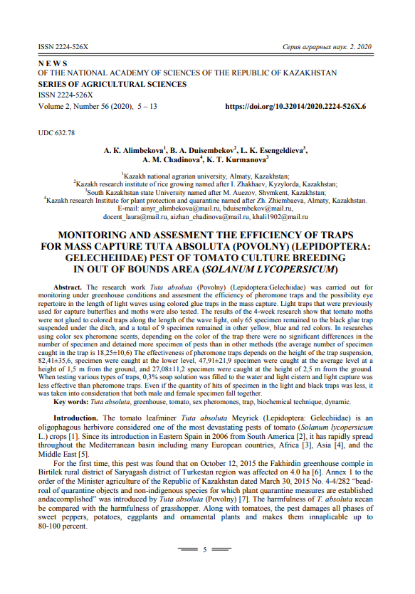 ISSN 2224-526X Серия аграрных наук. 2. 2020
N E W S
OF THE NATIONAL ACADEMY OF SCIENCES OF THE REPUBLIC OF KAZAKHSTAN
SERIES OF AGRICULTURAL SCIENCES
ISSN 2224-526X
Volume 2, Number 56 (2020), 5 – 13 https://doi.org/10.32014/2020.2224-526X.6
UDC 632.78
A. K. Alimbekova1, B. A. Duisembekov2, L. K. Esengeldieva3,
A. M. Chadinova4, K. T. Kurmanova3
1Kazakh national agrarian university, Almaty, Kazakhstan;
2Kazakh research institute of rice growing named after I. Zhakhaev, Kyzylorda, Kazakhstan;
3South Kazakhstan state University named after M. Auezov, Shymkent, Kazakhstan;
4Kazakh research Institute for plant protection and quarantine named after Zh. Zhiembaeva, Almaty, Kazakhstan.
E-mail: ainyr_alimbekova@mail.ru, bduisembekov@mail.ru,
docent_laura@mail.ru, aizhan_chadinova@mail.ru, khali1902@mail.ru
MONITORING AND ASSESMENT THE EFFICIENCY OF TRAPS
FOR MASS CAPTURE TUTA ABSOLUTA (POVOLNY) (LEPIDOPTERA:
GELECHEIIDAE) PEST OF TOMATO CULTURE BREEDING
IN OUT OF BOUNDS AREA (SOLANUM LYCOPERSICUM)
Abstract. The research work Tuta absoluta (Povolny) (Lepidoptera:Gelechiidae) was carried out for
monitoring under greenhouse conditions and assesment the efficiency of pheromone traps and the possibility eye
repertoire in the length of light waves using colored glue traps in the mass capture. Light traps that were previously
used for capture butterflies and moths were also tested. The results of the 4-week research show that tomato moths
were not glued to colored traps along the length of the wave light, only 65 specimen remained to the black glue trap
suspended under the ditch, and a total of 9 specimen remained in other yellow, blue and red colors. In researches
using color sex pheromone scents, depending on the color of the trap there were no significant differences in the
number of specimen and detained more specimen of pests than in other methods (the average number of specimen
caught in the trap is 18,25±10,6) The effectiveness of pheromone traps depends on the height of the trap suspension,
82,41±35,6, specimen were caught at the lower level, 47,91±21,9 specimen were caught at the average level at a
height of 1,5 m from the ground, and 27,08±11,2 specimen were caught at the height of 2,5 m from the ground.
When testing various types of traps, 0.3% soap solution was filled to the water and light cistern and light capture was
less effective than pheromone traps. Even if the quantity of hits of specimen in the light and black traps was less, it
was taken into consideration that both male and female specimen fall together.
Key words: Tuta absoluta, greenhouse, tomato, sex pheromones, trap, biochemical technique, dynamic.
Introduction. The tomato leafminer Tuta absoluta Meyrick (Lepidoptera: Gelechiidae) is an
oligophagous herbivore considered one of the most devastating pests of tomato (Solanum lycopersicum
L.) crops [1]. Since its introduction in Eastern Spain in 2006 from South America [2], it has rapidly spread
throughout the Mediterranean basin including many European countries, Africa [3], Asia [4], and the
Middle East [5].
For the first time, this pest was found that on October 12, 2015 the Fakhirdin greenhouse comple in
Birtilek rural district of Saryagash district of Turkestan region was affected on 4.0 ha [6]. Annex 1 to the
order of the Minister agriculture of the Republic of Kazakhstan dated March 30, 2015 No. 4-4/282 “bead-
roal of quarantine objects and non-indigenous species for which plant quarantine measures are established
andaccomplished” was introduced by Tuta absoluta (Povolny) [7]. The harmfulness of T. absoluta кecan
be compared with the harmfulness of grasshopper. Along with tomatoes, the pest damages all phases of
sweet peppers, potatoes, eggplants and ornamental plants and makes them innaplicable up to
80-100 percent.
5